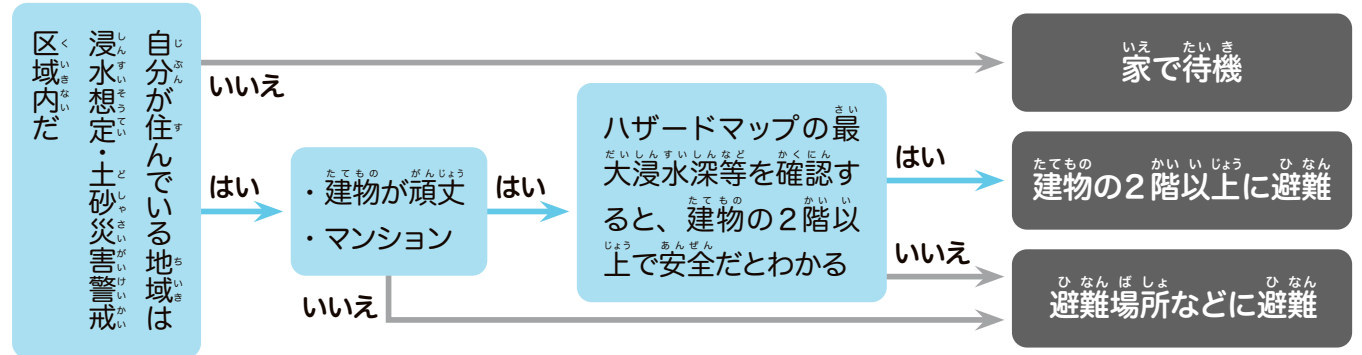 自分が住んでいる地域は
浸水想定・土砂災害警戒
区域内だ
いいえ
家で待機
はい
・建物が頑丈
・マンション
はい
いいえ
ハザードマップの最
大浸水深等を確認す
ると、建物の2階以
上で安全だとわかる
はい
建物の2階以上に避難
いいえ
避難場所などに避難